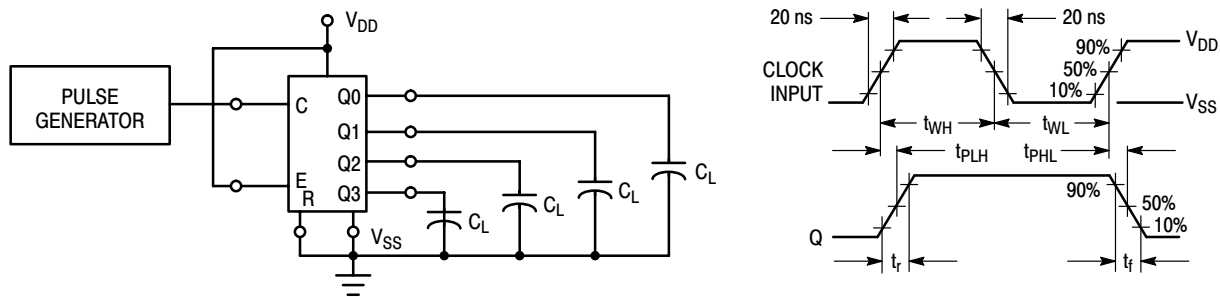 V_DD
PULSE
GENERATOR
C
E
R
Q0
Q1
Q2
Q3
C_L
C_L
C_L
C_L
V_SS
20 ns
20 ns
CLOCK
INPUT
90%
50%
10%
V_DD
V_SS
t_WH
t_WL
t_PLH
t_PHL
Q
90%
50%
10%
t_r
t_f